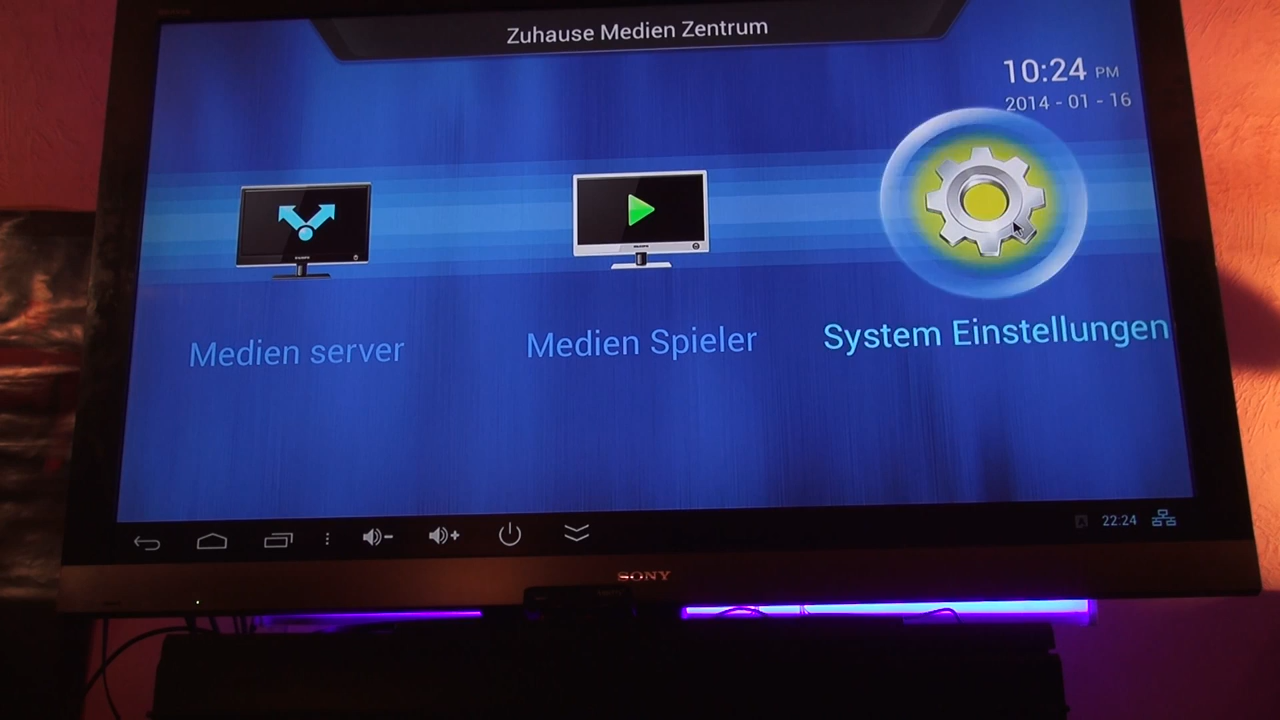 Zuhause Medien Zentrum
10:24 PM
2014 - 01 - 16
Medien server
Medien Spieler
System Einstellungen
22:24
SONY